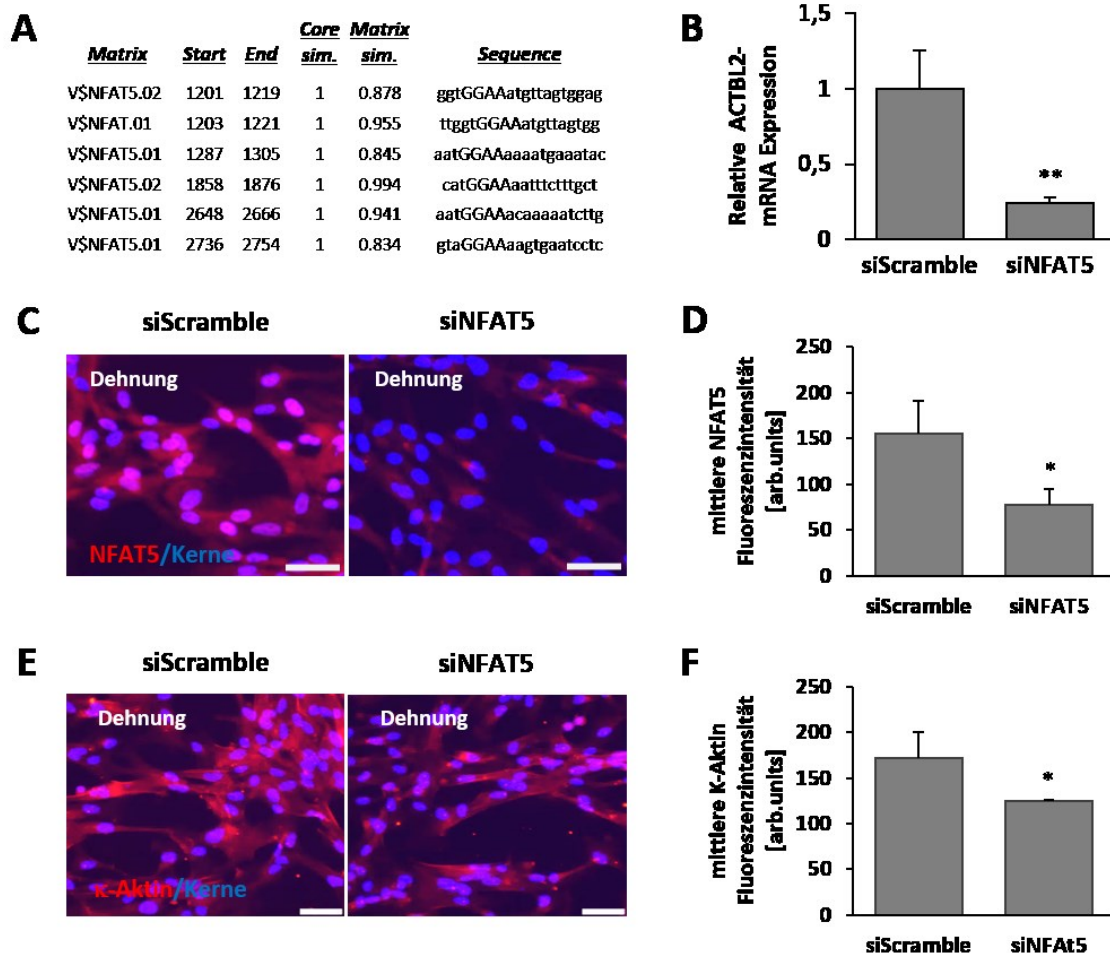 A
Core Matrix
Matrix Start End sim. sim. Sequence
V$NFAT5.02 1201 1219 1 0.878 ggtGGAAatgttagtggag
V$NFAT.01 1203 1221 1 0.955 ttggtGGAAatgttagtgg
V$NFAT5.01 1287 1305 1 0.845 aatGGAAaaaatgaaatac
V$NFAT5.02 1858 1876 1 0.994 catGGAAaatttctttgct
V$NFAT5.01 2648 2666 1 0.941 aatGGAAacaaaaatcttg
V$NFAT5.01 2736 2754 1 0.834 gtaGGAAaagtgaatcctc
B
Relative ACTBL2-
mRNA Expression
1,5
1
0,5
0
**
siScramble siNFAT5
C
siScramble siNFAT5
Dehnung Dehnung
NFAT5/Kerne
D
mittlere NFAT5
Fluoreszenzintensität
[arb.units]
250
200
150
100
50
0
*
siScramble siNFAT5
E
siScramble siNFAT5
Dehnung Dehnung
κ-Aktin/Kerne
F
mittlere K-Aktin
Fluoreszenzintensität
[arb.units]
250
200
150
100
50
0
*
siScramble siNFAt5